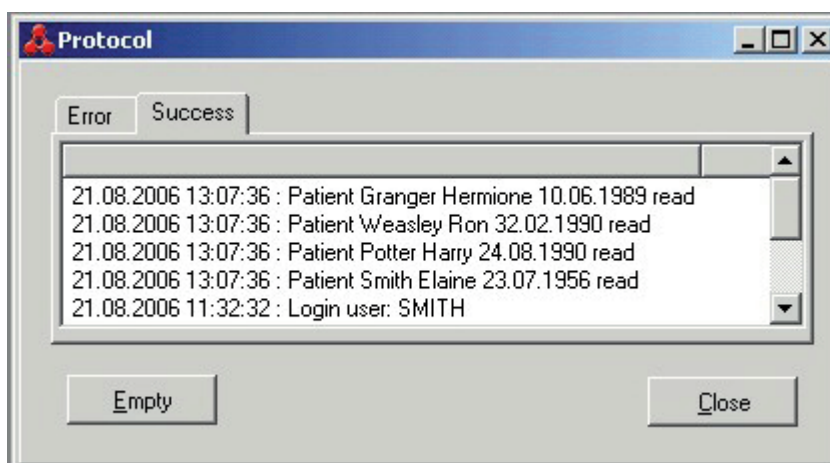 Protocol
Error Success
21.08.2006 13:07:36 : Patient Granger Hermione 10.06.1989 read
21.08.2006 13:07:36 : Patient Weasley Ron 32.02.1990 read
21.08.2006 13:07:36 : Patient Potter Harry 24.08.1990 read
21.08.2006 13:07:36 : Patient Smith Elaine 23.07.1956 read
21.08.2006 11:32:32 : Login user: SMITH
Empty Close